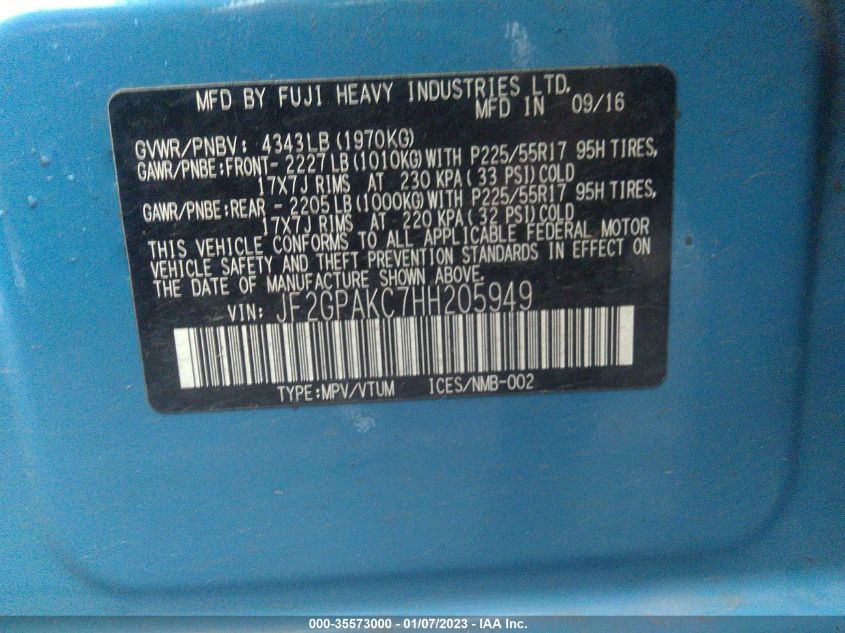 MFD BY FUJI HEAVY INDUSTRIES LTD.
MFD IN 09/16
GVWR/PNBV: 4343LB (1970KG)
GAWR/PNBE:FRONT- 2227LB (1010KG) WITH P225/55R17 95H TIRES,
17X7J RIMS AT 230 KPA (33 PSI) COLD
GAWR/PNBE:REAR - 2205LB (1000KG) WITH P225/55R17 95H TIRES,
17X7J RIMS AT 220 KPA (32 PSI) COLD
THIS VEHICLE CONFORMS TO ALL APPLICABLE FEDERAL MOTOR
VEHICLE SAFETY AND THEFT PREVENTION STANDARDS IN EFFECT ON
THE DATE OF MANUFACTURE SHOWN ABOVE.
VIN: JF2GPAKC7HH205949
TYPE:MPV/VTUM ICES/NMB-002
000-35573000 - 01/07/2023 - IAA Inc.